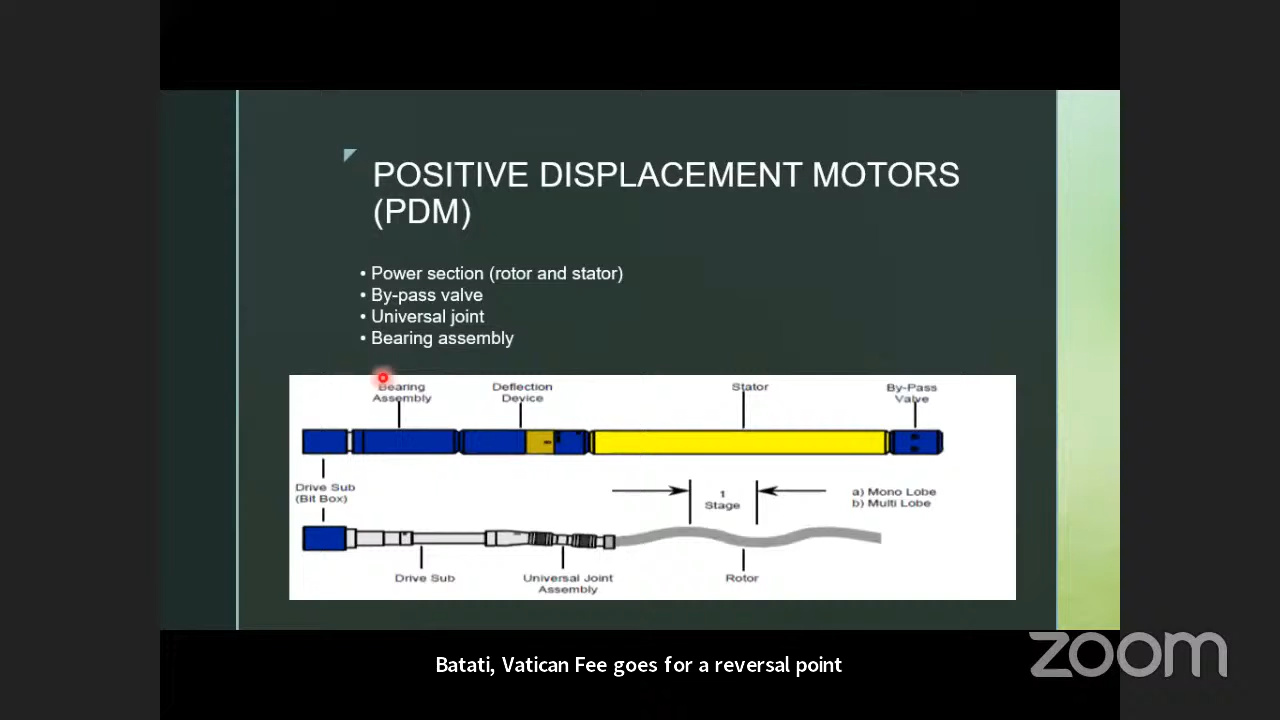 POSITIVE DISPLACEMENT MOTORS
(PDM)
• Power section (rotor and stator)
• By-pass valve
• Universal joint
• Bearing assembly
Bearing
Assembly
Deflection
Device
Stator
By-Pass
Valve
Drive Sub
(Bit Box)
1
Stage
a) Mono Lobe
b) Multi Lobe
Drive Sub
Universal Joint
Assembly
Rotor
Batati, Vatican Fee goes for a reversal point
zoom